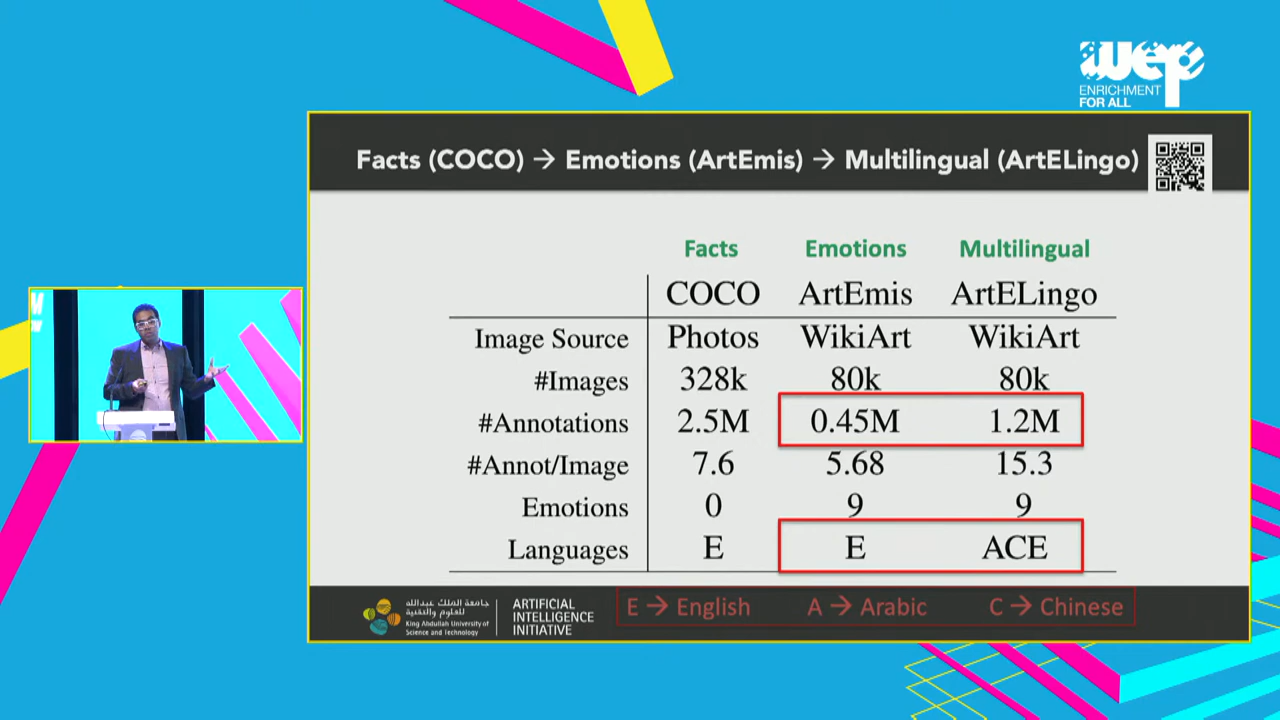 wep
ENRICHMENT
FOR ALL
Facts (COCO) → Emotions (ArtEmis) → Multilingual (ArtELingo)
Facts Emotions Multilingual
COCO ArtEmis ArtELingo
Image Source Photos WikiArt WikiArt
#Images 328k 80k 80k
#Annotations 2.5M 0.45M 1.2M
#Annot/Image 7.6 5.68 15.3
Emotions 0 9 9
Languages E E ACE
جامعة الملك عبدالله
للعلوم والتقنية
King Abdullah University of
Science and Technology
ARTIFICIAL
INTELLIGENCE
INITIATIVE
E → English A → Arabic C → Chinese